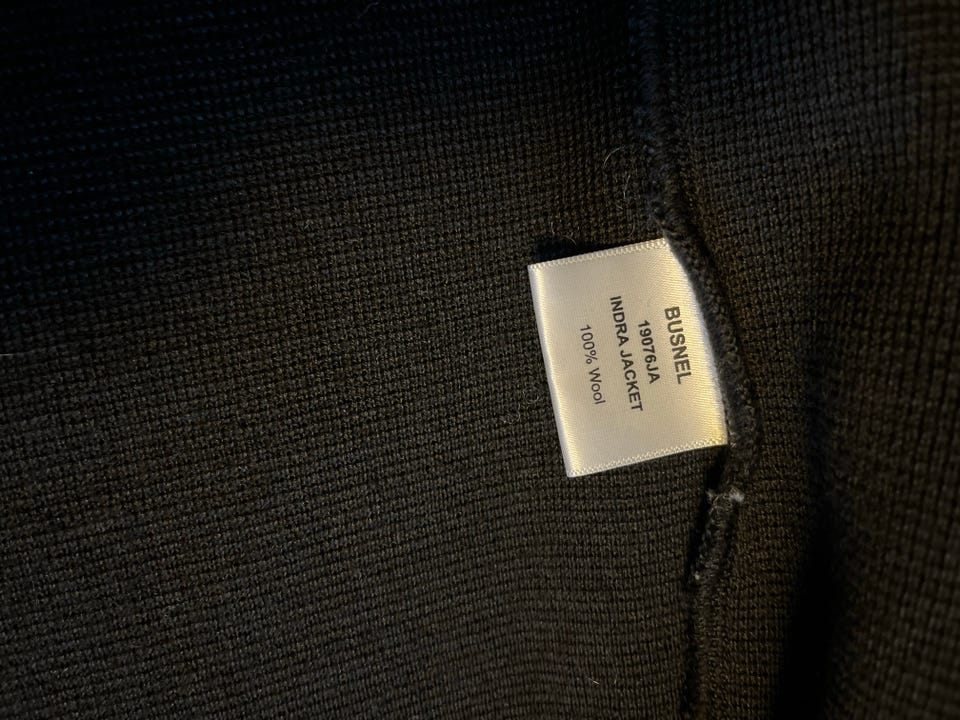 BUSNEL
19076JA
INDRA JACKET
100% Wool